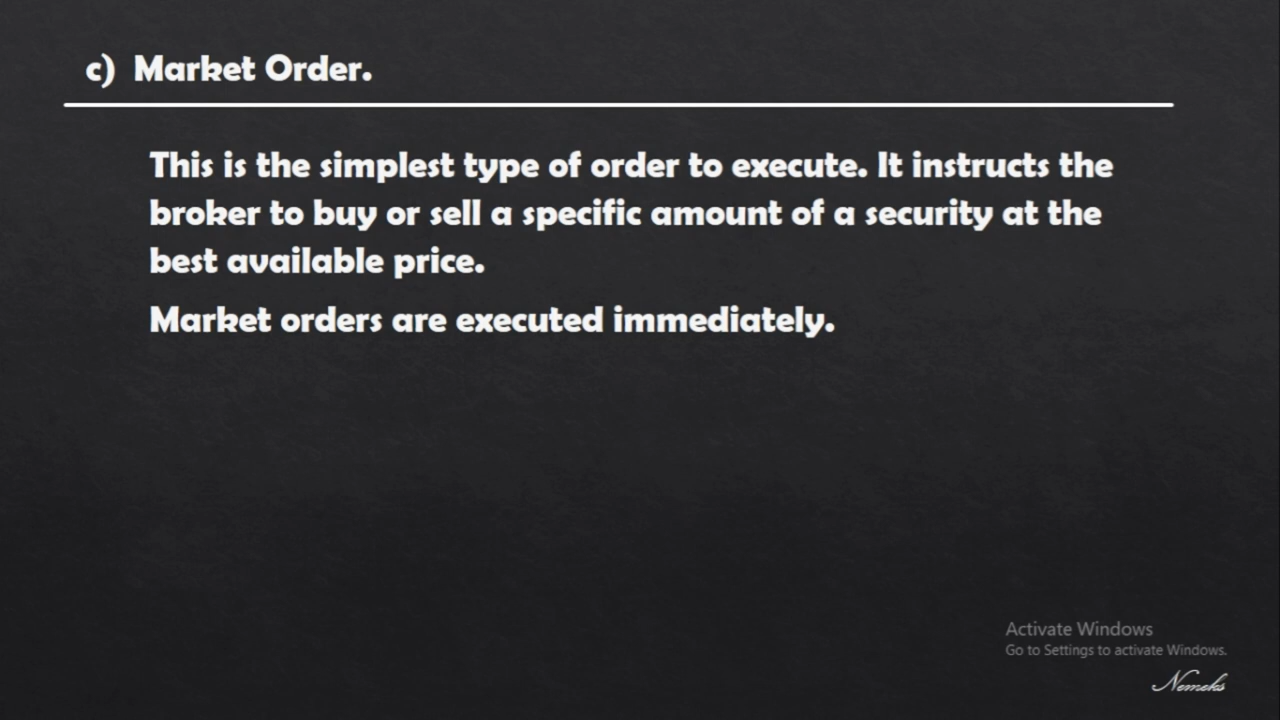 c) Market Order.
This is the simplest type of order to execute. It instructs the
broker to buy or sell a specific amount of a security at the
best available price.
Market orders are executed immediately.
Activate Windows
Go to Settings to activate Windows.
Nemeks